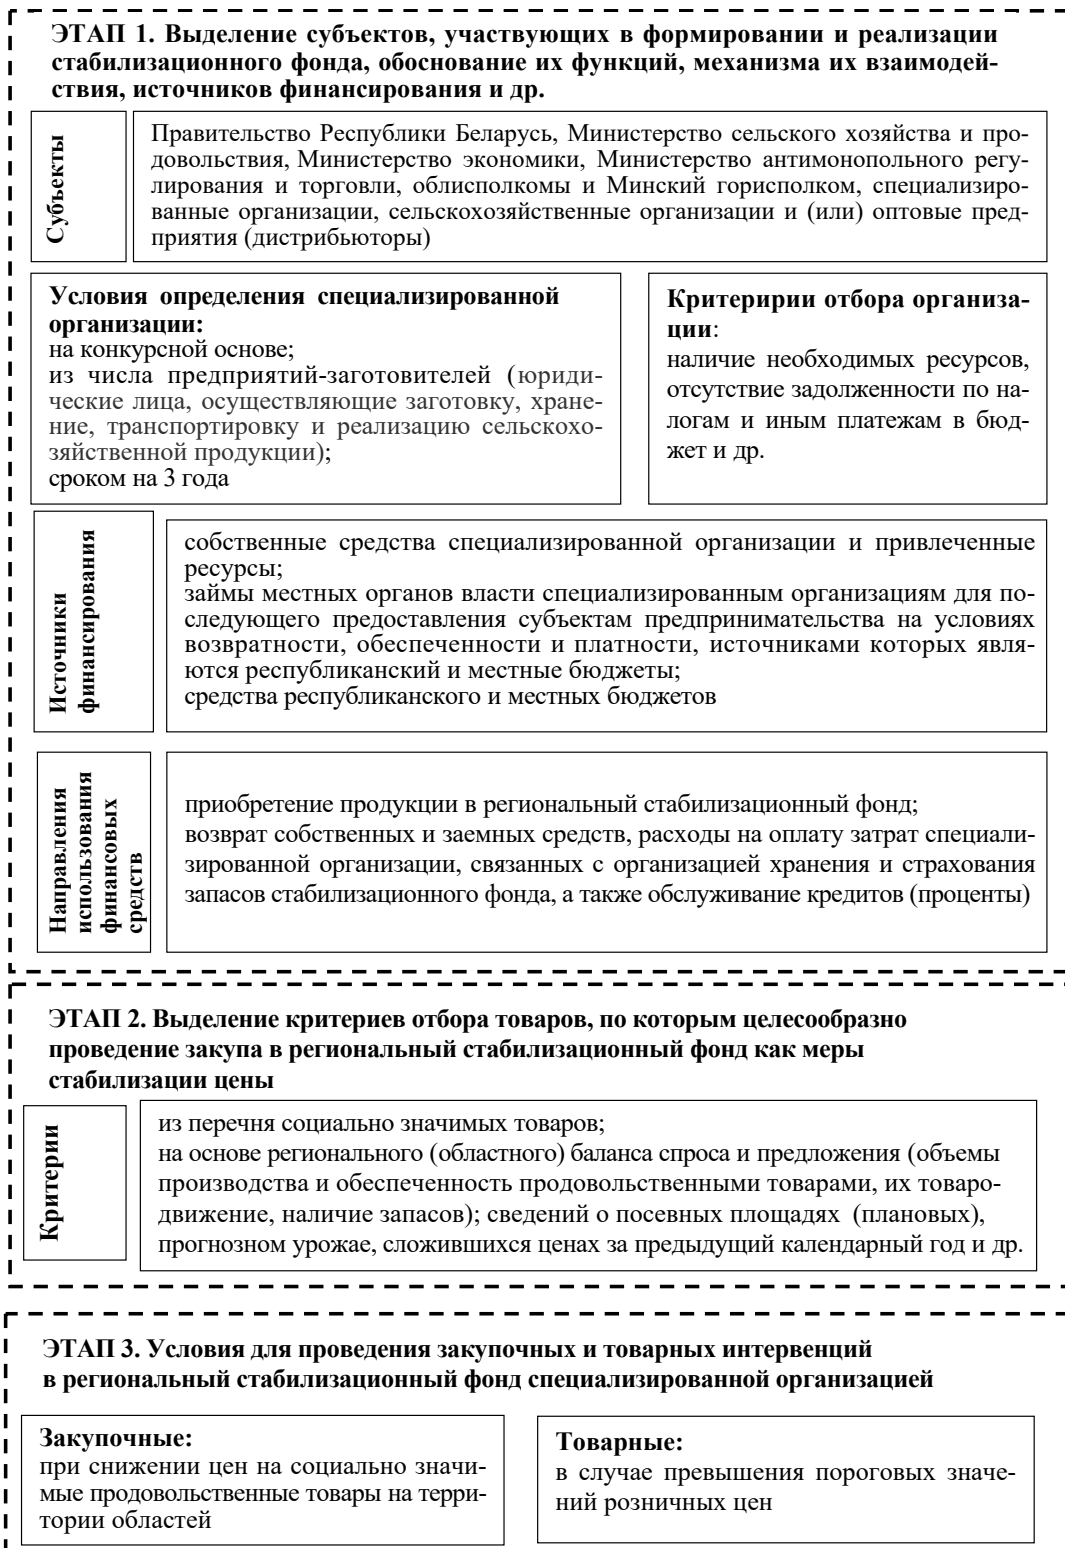 ЭТАП 1. Выделение субъектов, участвующих в формировании и реализации
стабилизационного фонда, обоснование их функций, механизма их взаимодей-
ствия, источников финансирования и др.
Субъекты
Правительство Республики Беларусь, Министерство сельского хозяйства и про-
довольствия, Министерство экономики, Министерство антимонопольного регу-
лирования и торговли, облисполкомы и Минский горисполком, специализиро-
ванные организации, сельскохозяйственные организации и (или) оптовые пред-
приятия (дистрибьюторы)
Условия определения специализированной
организации:
на конкурсной основе;
из числа предприятий-заготовителей (юриди-
ческие лица, осуществляющие заготовку, хране-
ние, транспортировку и реализацию сельскохо-
зяйственной продукции);
сроком на 3 года
Критеририи отбора организа-
ции:
наличие необходимых ресурсов,
отсутствие задолженности по на-
логам и иным платежам в бюд-
жет и др.
Источники
финансирования
собственные средства специализированной организации и привлеченные
ресурсы;
займы местных органов власти специализированным организациям для по-
следующего предоставления субъектам предпринимательства на условиях
возвратности, обеспеченности и платности, источниками которых явля-
ются республиканский и местные бюджеты;
средства республиканского и местных бюджетов
Направления
использования
финансовых
средств
приобретение продукции в региональный стабилизационный фонд;
возврат собственных и заемных средств, расходы на оплату затрат специали-
зированной организации, связанных с организацией хранения и страхования
запасов стабилизационного фонда, а также обслуживание кредитов (проценты)
ЭТАП 2. Выделение критериев отбора товаров, по которым целесообразно
проведение закупа в региональный стабилизационный фонд как меры
стабилизации цены
Критерии
из перечня социально значимых товаров;
на основе регионального (областного) баланса спроса и предложения (объемы
производства и обеспеченность продовольственными товарами, их товаро-
движение, наличие запасов); сведений о посевных площадях (плановых),
прогнозном урожае, сложившихся ценах за предыдущий календарный год и др.
ЭТАП 3. Условия для проведения закупочных и товарных интервенций
в региональный стабилизационный фонд специализированной организацией
Закупочные:
при снижении цен на социально значи-
мые продовольственные товары на терри-
тории областей
Товарные:
в случае превышения пороговых значе-
ний розничных цен